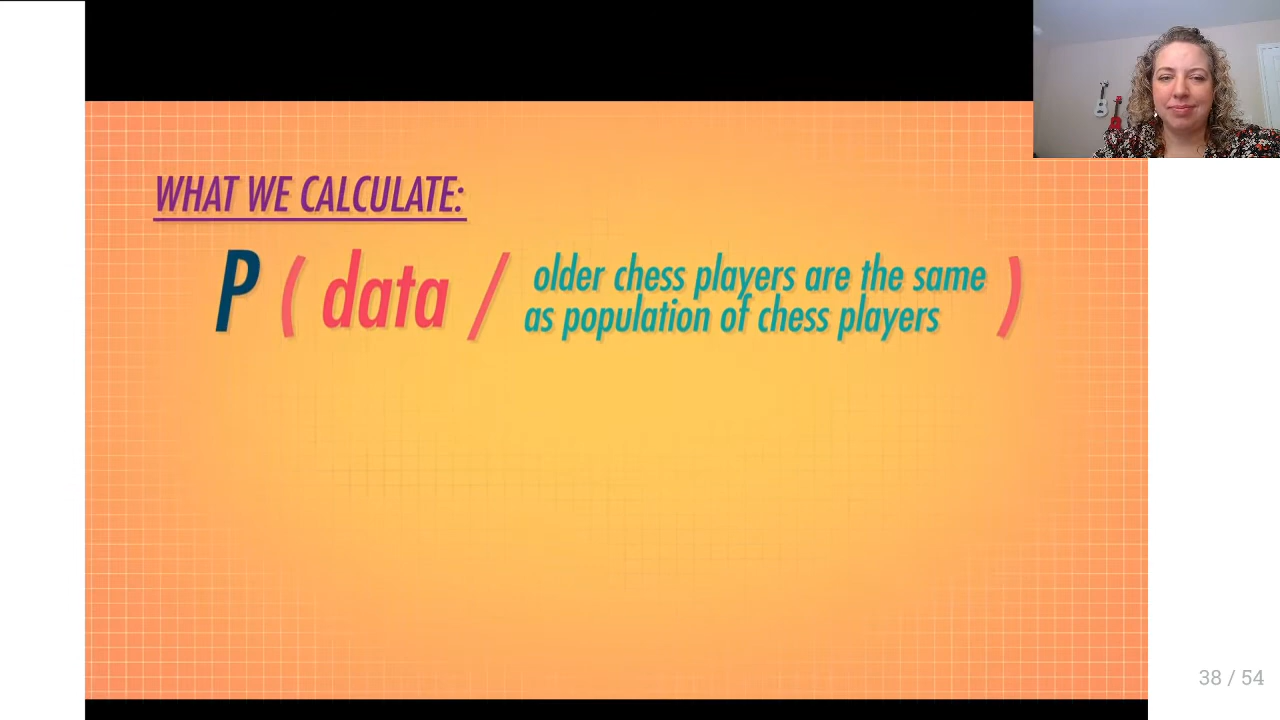 WHAT WE CALCULATE:
P ( data / older chess players are the same
as population of chess players )
38 / 54